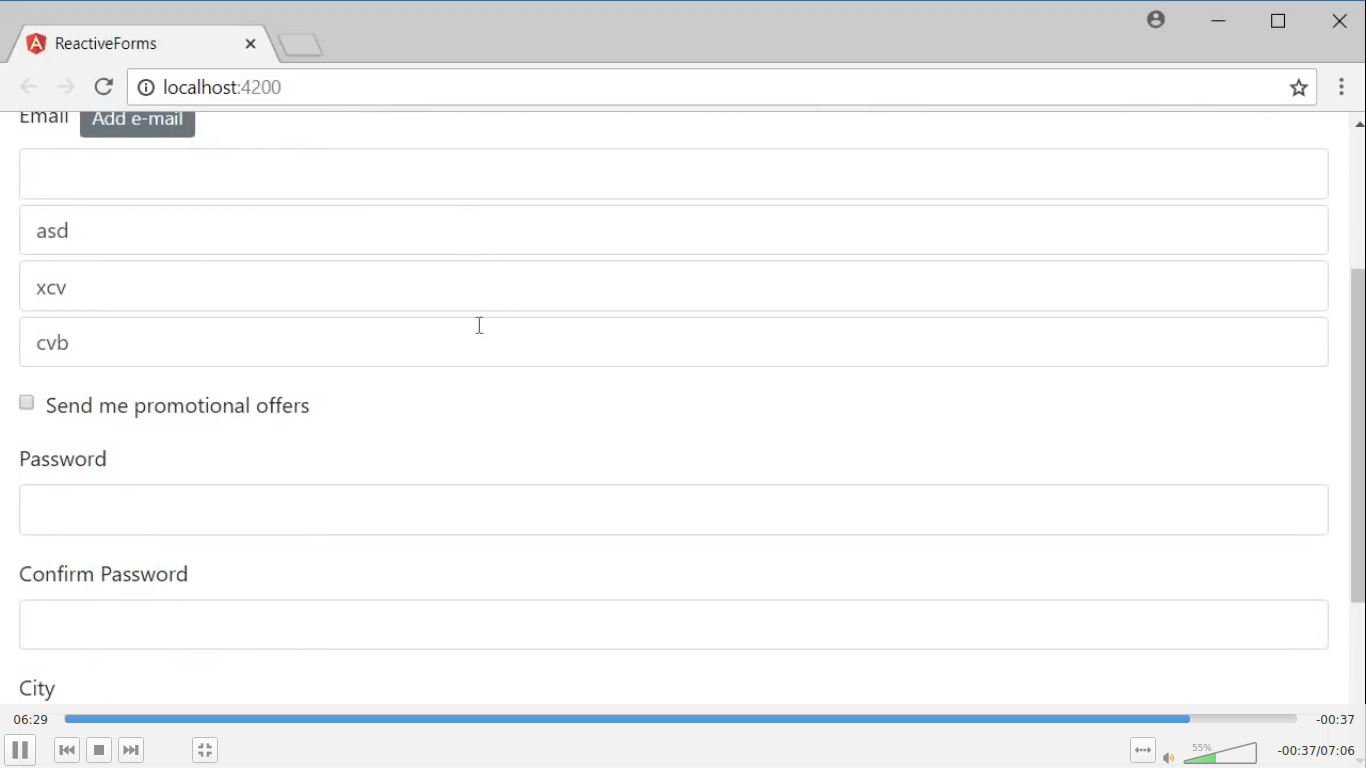 ReactiveForms
localhost:4200
Email Add e-mail
asd
xcv
cvb
Send me promotional offers
Password
Confirm Password
City
06:29 -00:37
55% -00:37/07:06